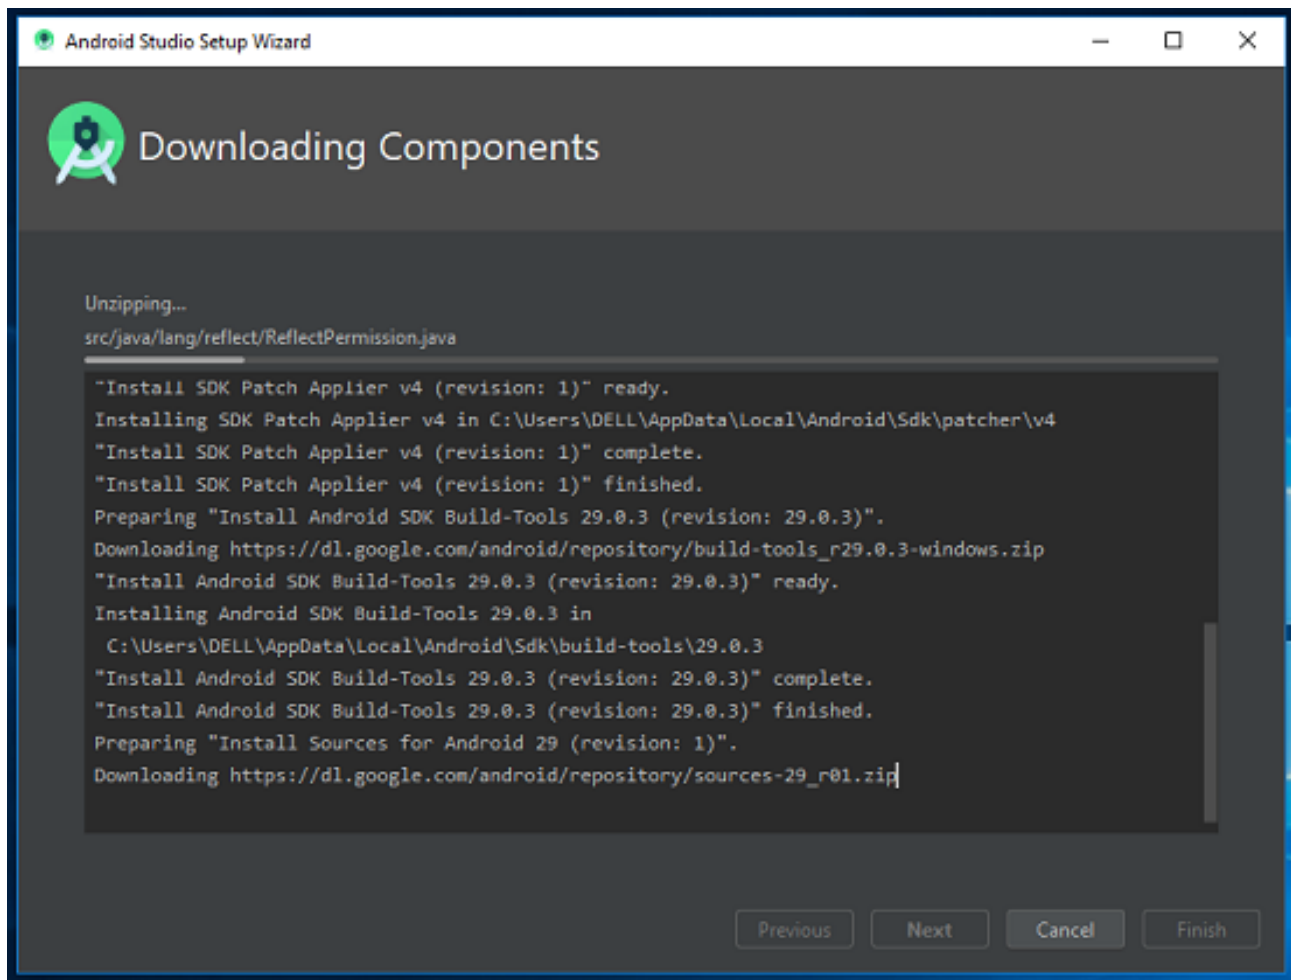 Android Studio Setup Wizard
Downloading Components
Unzipping...
src/java/lang/reflect/ReflectPermission.java
"Install SDK Patch Applier v4 (revision: 1)" ready.
Installing SDK Patch Applier v4 in C:\Users\DELL\AppData\Local\Android\Sdk\patcher\v4
"Install SDK Patch Applier v4 (revision: 1)" complete.
"Install SDK Patch Applier v4 (revision: 1)" finished.
Preparing "Install Android SDK Build-Tools 29.0.3 (revision: 29.0.3)".
Downloading https://dl.google.com/android/repository/build-tools_r29.0.3-windows.zip
"Install Android SDK Build-Tools 29.0.3 (revision: 29.0.3)" ready.
Installing Android SDK Build-Tools 29.0.3 in
C:\Users\DELL\AppData\Local\Android\Sdk\build-tools\29.0.3
"Install Android SDK Build-Tools 29.0.3 (revision: 29.0.3)" complete.
"Install Android SDK Build-Tools 29.0.3 (revision: 29.0.3)" finished.
Preparing "Install Sources for Android 29 (revision: 1)".
Downloading https://dl.google.com/android/repository/sources-29_r01.zip
Previous Next Cancel Finish